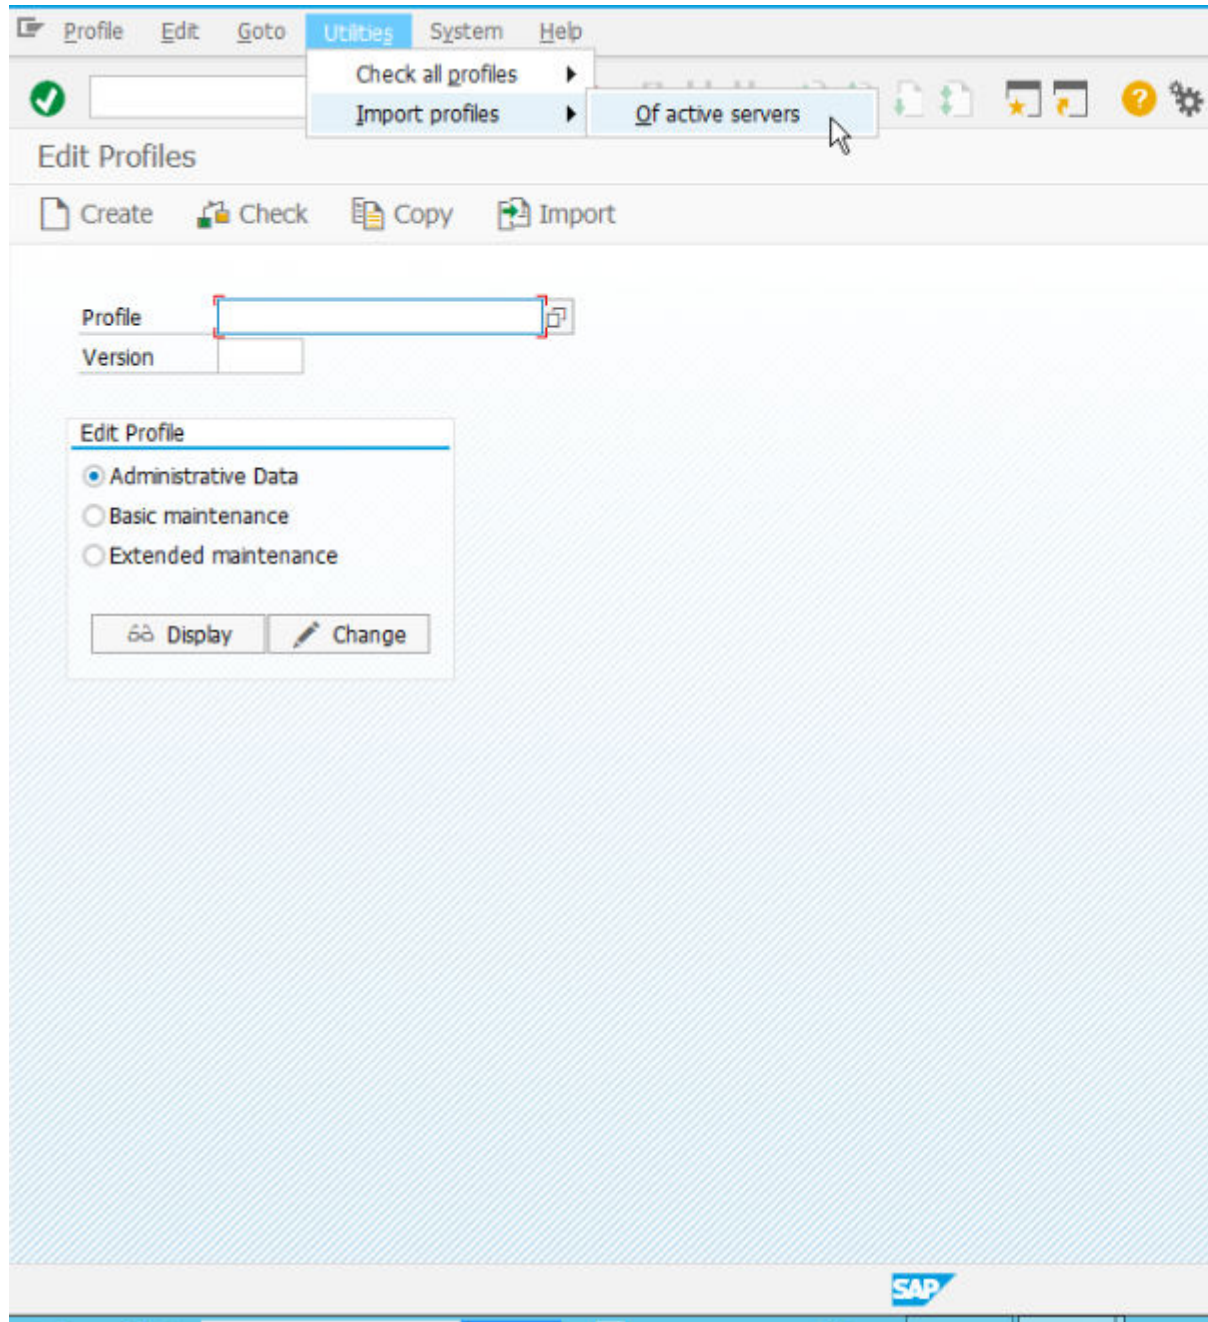 Profile Edit Goto Utilities System Help
Check all profiles
Import profiles Of active servers
Edit Profiles
Create Check Copy Import
Profile
Version
Edit Profile
Administrative Data
Basic maintenance
Extended maintenance
Display Change
SAP